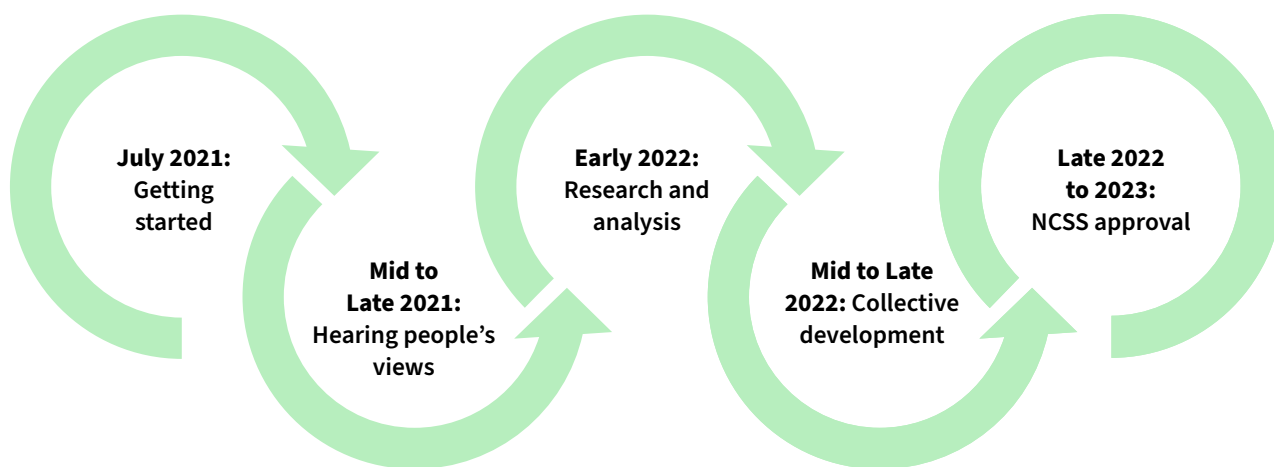 July 2021:
Getting
started
Mid to
Late 2021:
Hearing people’s
views
Early 2022:
Research and
analysis
Mid to Late
2022: Collective
development
Late 2022
to 2023:
NCSS approval